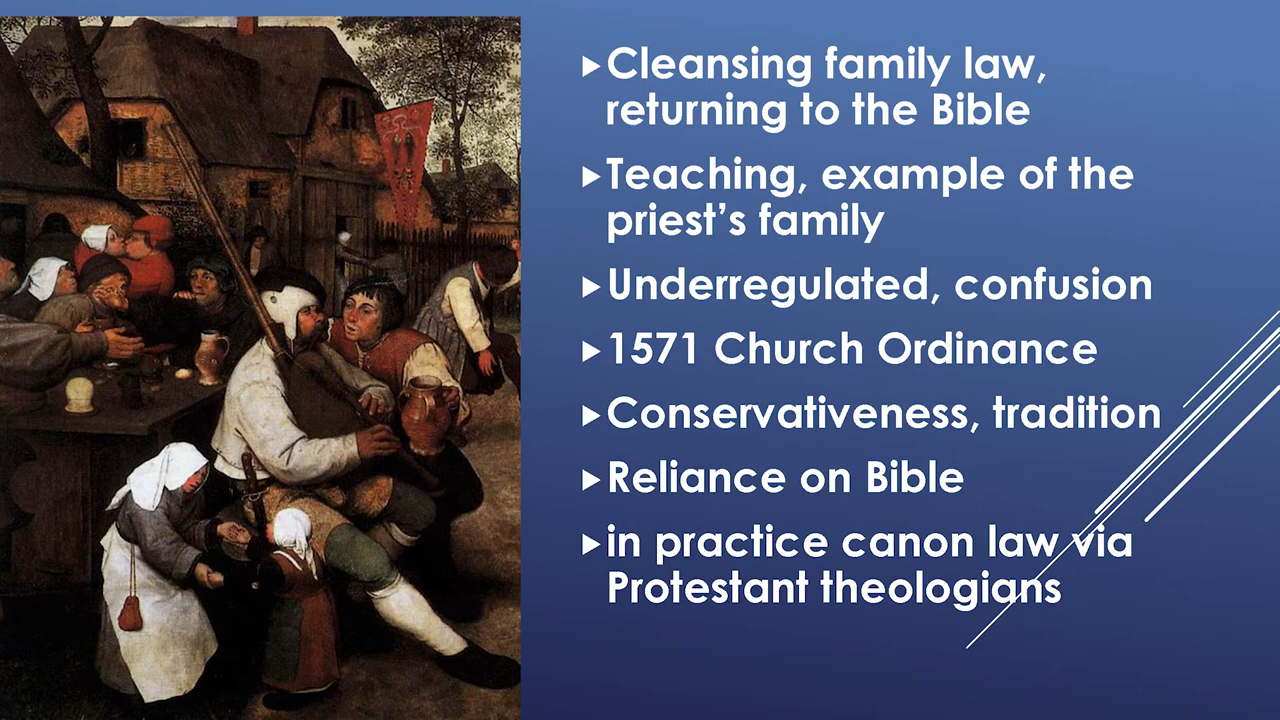 ▶Cleansing family law,
returning to the Bible
▶Teaching, example of the
priest’s family
▶Underregulated, confusion
▶1571 Church Ordinance
▶Conservativeness, tradition
▶Reliance on Bible
▶in practice canon law via
Protestant theologians